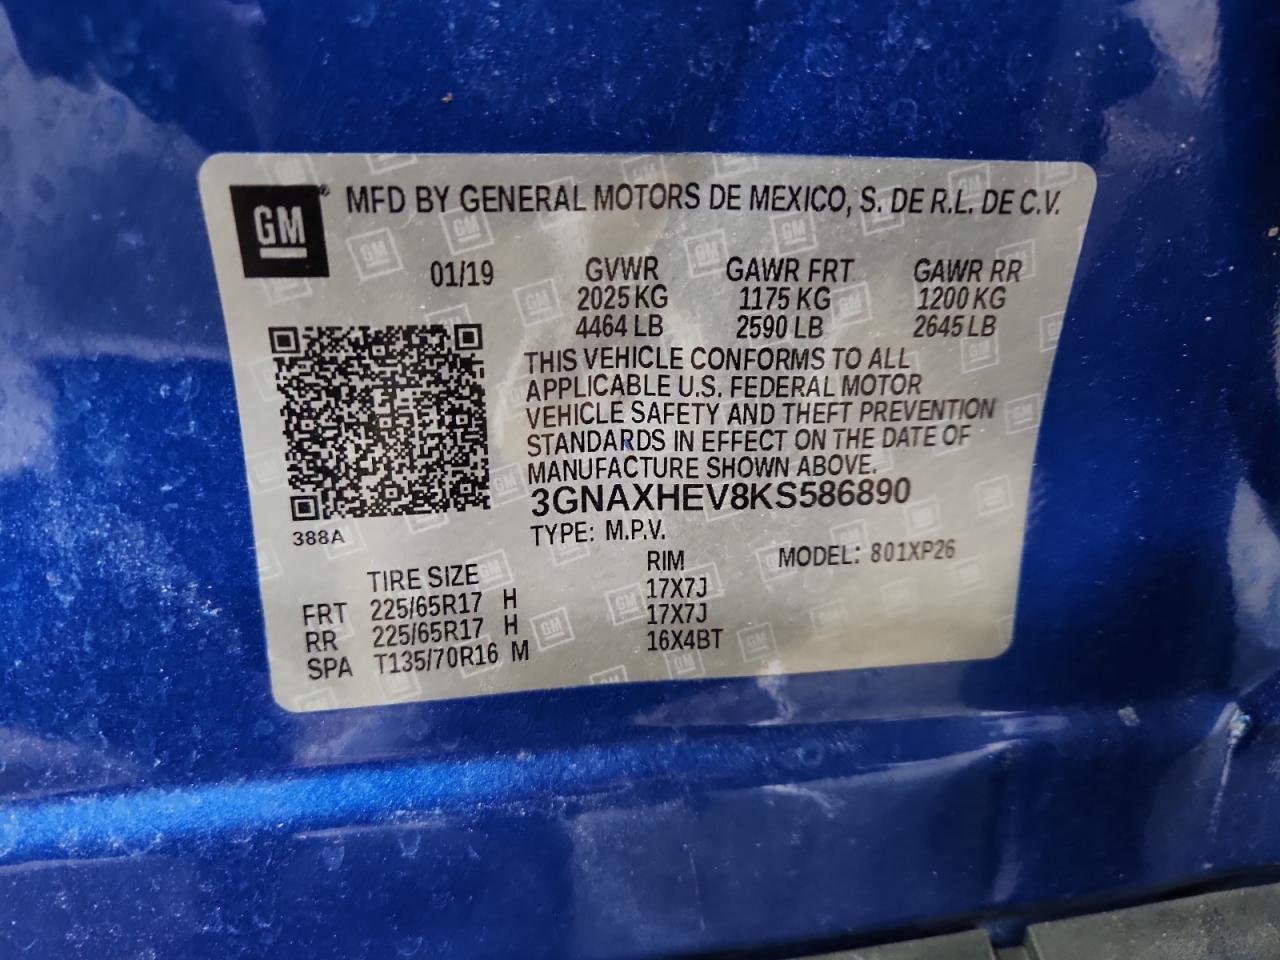 GM ® MFD BY GENERAL MOTORS DE MEXICO, S. DE R.L. DE C.V.
01/19 GVWR GAWR FRT GAWR RR
2025 KG 1175 KG 1200 KG
4464 LB 2590 LB 2645 LB
THIS VEHICLE CONFORMS TO ALL
APPLICABLE U.S. FEDERAL MOTOR
VEHICLE SAFETY AND THEFT PREVENTION
STANDARDS IN EFFECT ON THE DATE OF
MANUFACTURE SHOWN ABOVE.
3GNAXHEV8KS586890
388A
TYPE: M.P.V.
TIRE SIZE RIM MODEL: 801XP26
FRT 225/65R17 H 17X7J
RR 225/65R17 H 17X7J
SPA T135/70R16 M 16X4BT